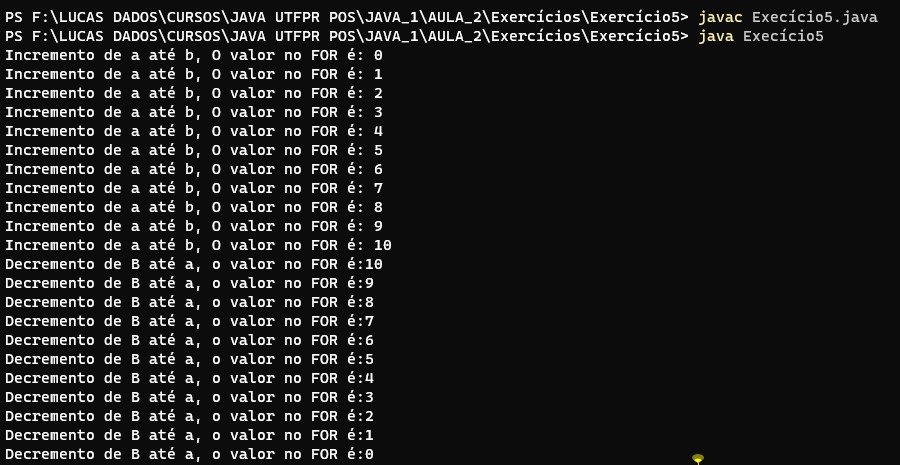 PS F:\LUCAS DADOS\CURSOS\JAVA UTFPR POS\JAVA_1\AULA_2\Exercícios\Exercício5> javac Execício5.java
PS F:\LUCAS DADOS\CURSOS\JAVA UTFPR POS\JAVA_1\AULA_2\Exercícios\Exercício5> java Execício5
Incremento de a até b, O valor no FOR é: 0
Incremento de a até b, O valor no FOR é: 1
Incremento de a até b, O valor no FOR é: 2
Incremento de a até b, O valor no FOR é: 3
Incremento de a até b, O valor no FOR é: 4
Incremento de a até b, O valor no FOR é: 5
Incremento de a até b, O valor no FOR é: 6
Incremento de a até b, O valor no FOR é: 7
Incremento de a até b, O valor no FOR é: 8
Incremento de a até b, O valor no FOR é: 9
Incremento de a até b, O valor no FOR é: 10
Decremento de B até a, o valor no FOR é:10
Decremento de B até a, o valor no FOR é:9
Decremento de B até a, o valor no FOR é:8
Decremento de B até a, o valor no FOR é:7
Decremento de B até a, o valor no FOR é:6
Decremento de B até a, o valor no FOR é:5
Decremento de B até a, o valor no FOR é:4
Decremento de B até a, o valor no FOR é:3
Decremento de B até a, o valor no FOR é:2
Decremento de B até a, o valor no FOR é:1
Decremento de B até a, o valor no FOR é:0